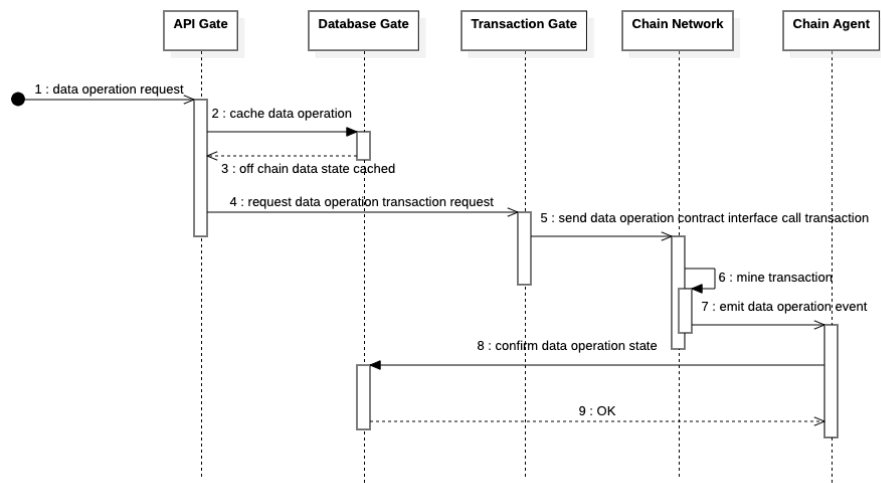 API Gate
Database Gate
Transaction Gate
Chain Network
Chain Agent
1 : data operation request
2 : cache data operation
3 : off chain data state cached
4 : request data operation transaction request
5 : send data operation contract interface call transaction
6 : mine transaction
7 : emit data operation event
8 : confirm data operation state
9 : OK